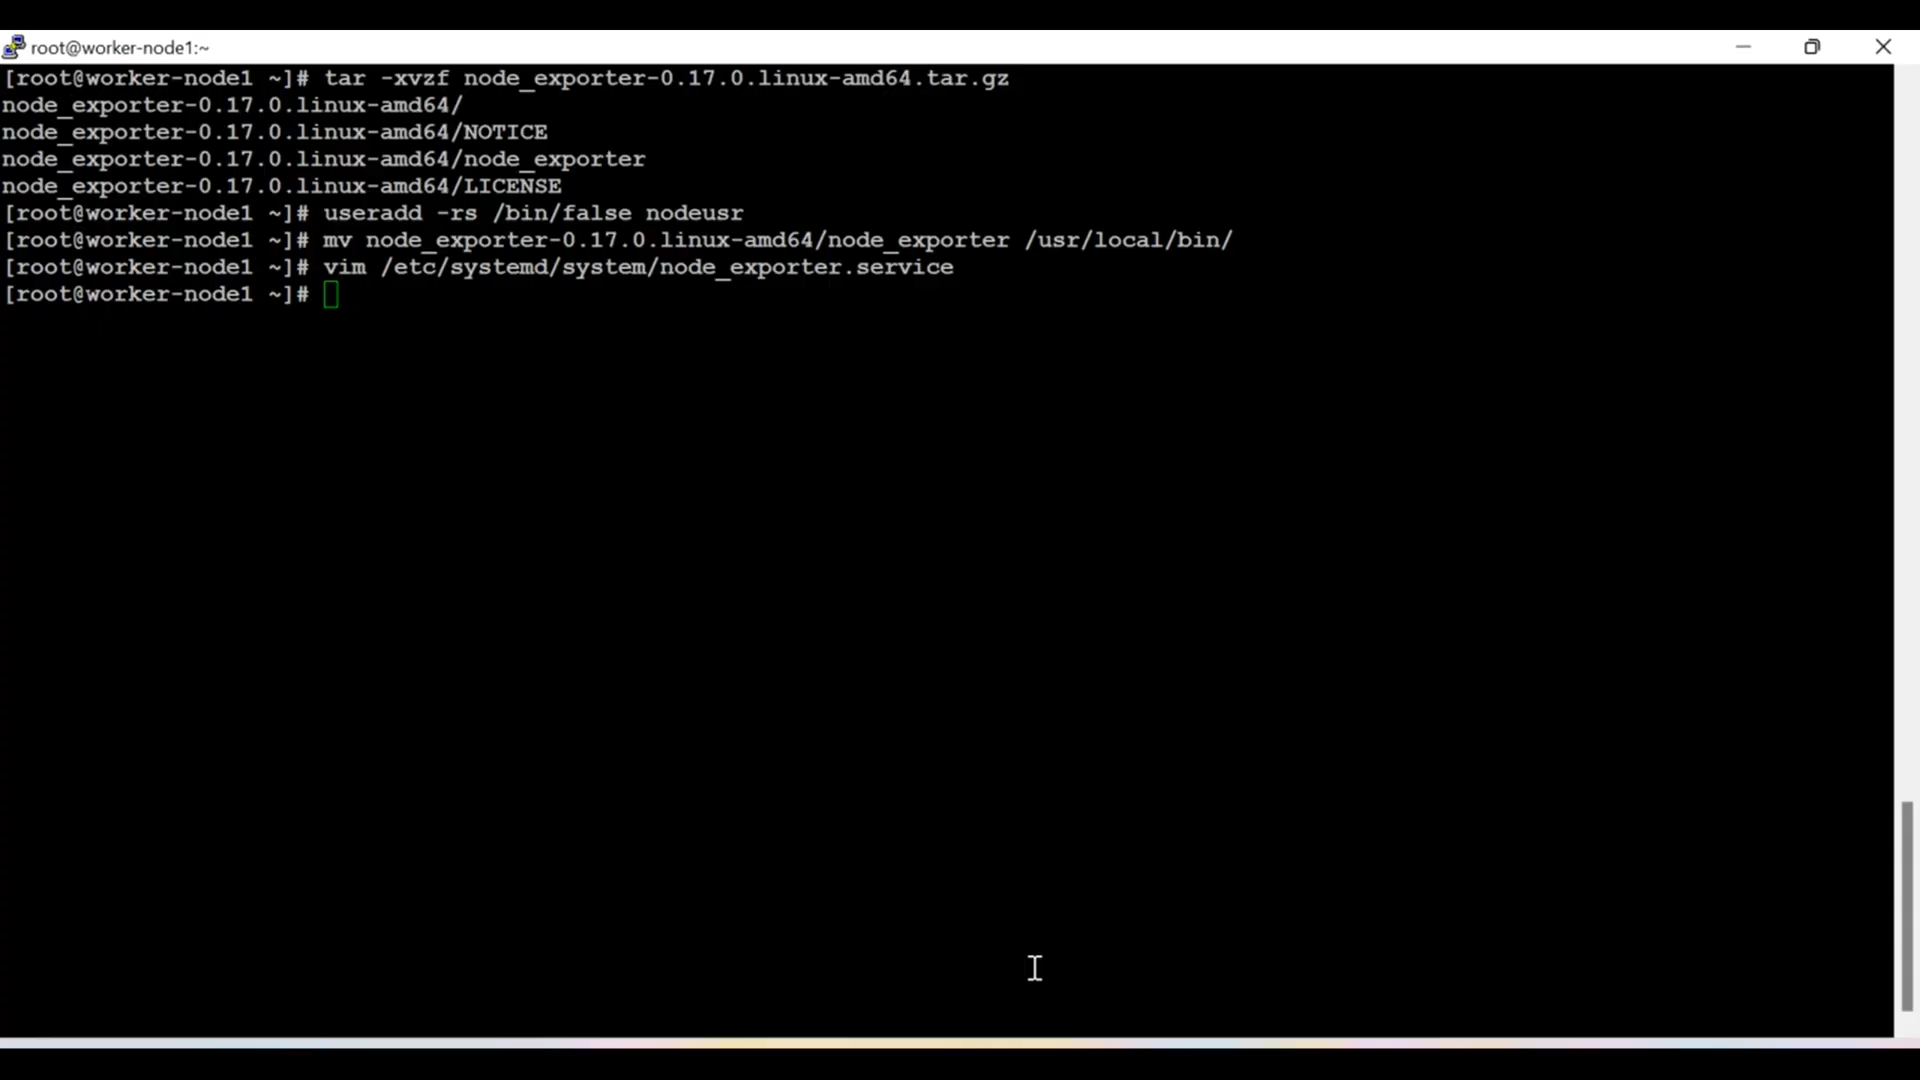 root@worker-node1:~
[root@worker-node1 ~]# tar -xvzf node_exporter-0.17.0.linux-amd64.tar.gz
node_exporter-0.17.0.linux-amd64/
node_exporter-0.17.0.linux-amd64/NOTICE
node_exporter-0.17.0.linux-amd64/node_exporter
node_exporter-0.17.0.linux-amd64/LICENSE
[root@worker-node1 ~]# useradd -rs /bin/false nodeusr
[root@worker-node1 ~]# mv node_exporter-0.17.0.linux-amd64/node_exporter /usr/local/bin/
[root@worker-node1 ~]# vim /etc/systemd/system/node_exporter.service
[root@worker-node1 ~]#